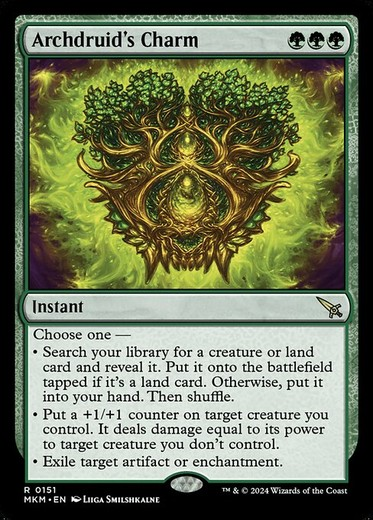 Archdruid's Charm
Instant
Choose one —
• Search your library for a creature or land
card and reveal it. Put it onto the battlefield
tapped if it's a land card. Otherwise, put it
into your hand. Then shuffle.
• Put a +1/+1 counter on target creature you
control. It deals damage equal to its power
to target creature you don't control.
• Exile target artifact or enchantment.
R 0151
MKM • EN Liiga Smilshkalne
™ & © 2024 Wizards of the Coast